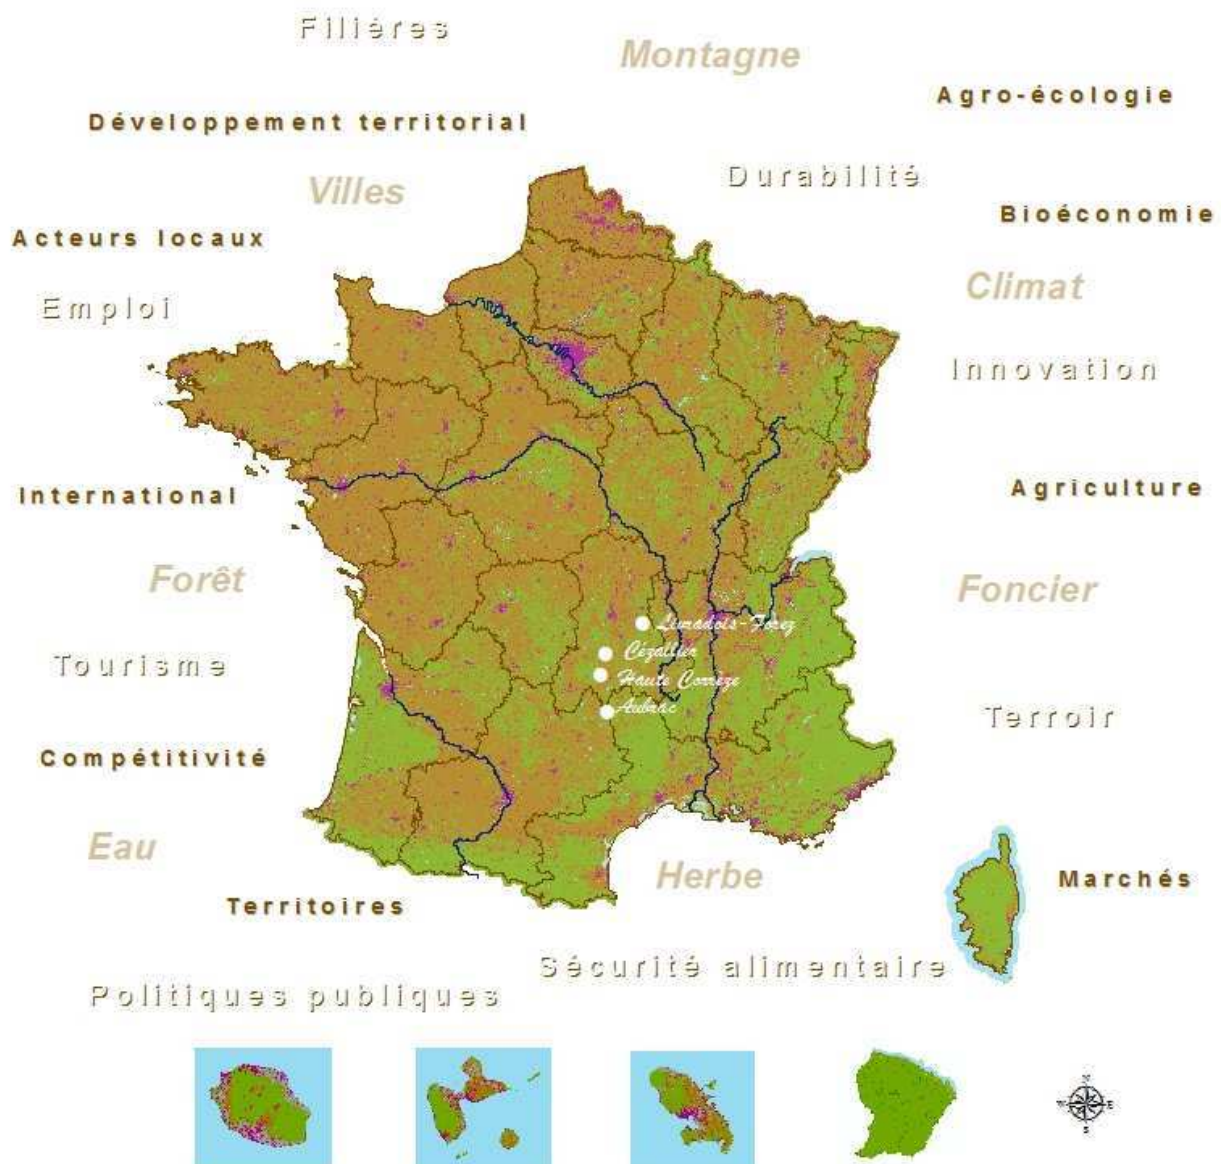 Filières
Montagne
Agro-écologie
Développement territorial
Durabilité
Villes
Bioéconomie
Acteurs locaux
Climat
Emploi
Innovation
International
Agriculture
Forêt
Foncier
Livradois-Forez
Cézallier
Tourisme
Haute Corrèze
Aubrac
Terroir
Compétitivité
Eau
Herbe
Marchés
Territoires
Sécurité alimentaire
Politiques publiques
N
W E
S